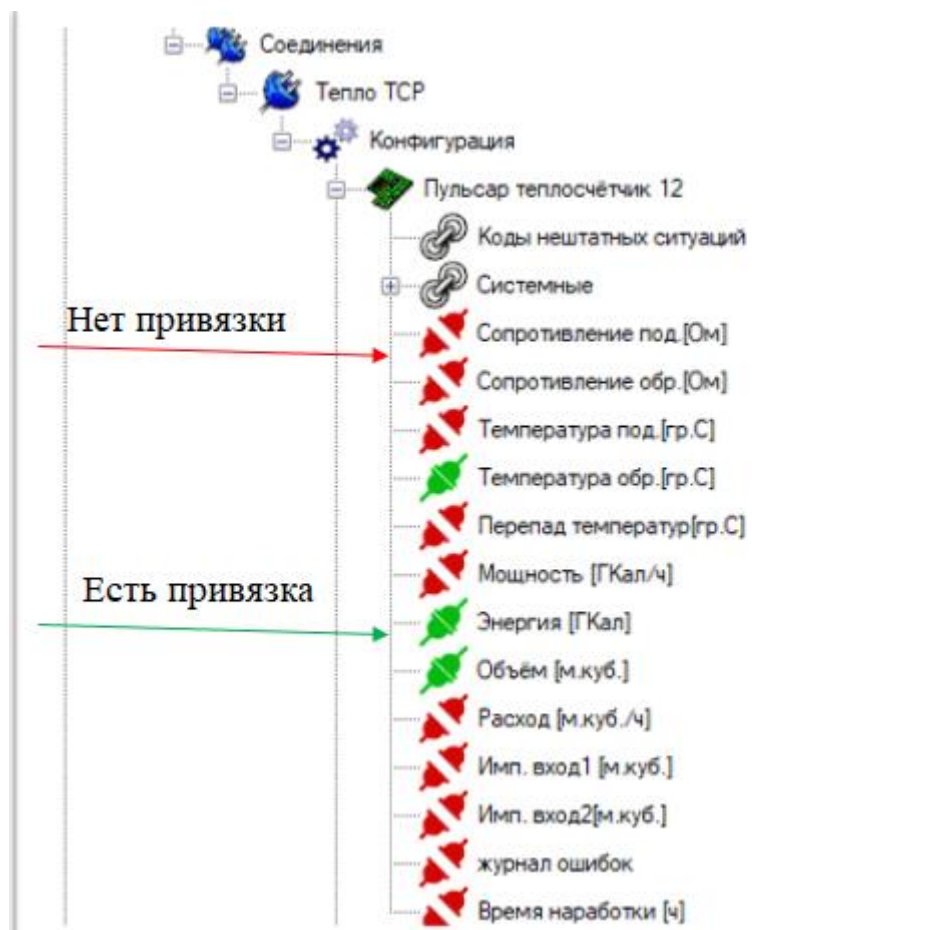 Соединения
Тепло TCP
Конфигурация
Пульсар теплосчётчик 12
Коды нештатных ситуаций
Системные
Нет привязки
Сопротивление под.[Ом]
Сопротивление обр.[Ом]
Температура под.[гр.С]
Температура обр.[гр.С]
Перепад температур[гр.С]
Мощность [ГКал/ч]
Есть привязка
Энергия [ГКал]
Объём [м.куб.]
Расход [м.куб./ч]
Имп. вход1 [м.куб.]
Имп. вход2[м.куб.]
журнал ошибок
Время наработки [ч]